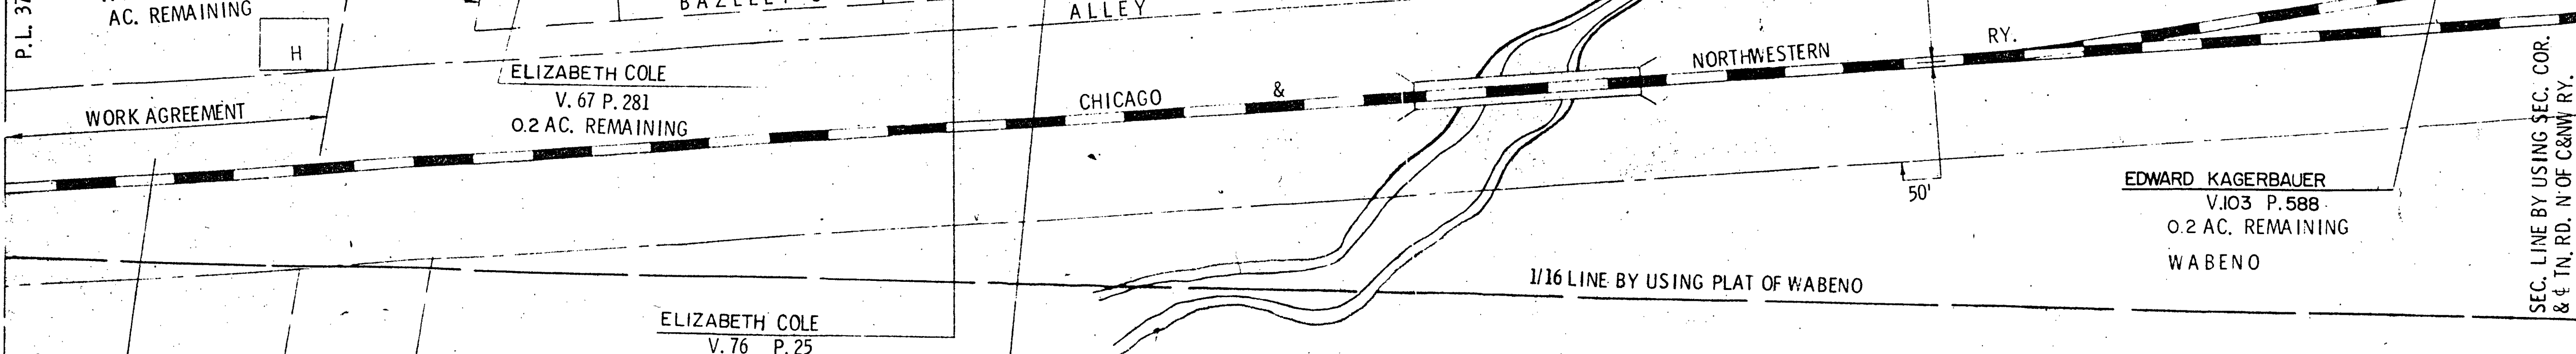 P.L. 37
AC. REMAINING
H
ALLEY
WORK AGREEMENT
ELIZABETH COLE
V. 67 P. 281
0.2 AC. REMAINING
CHICAGO & NORTHWESTERN RY.
50'
EDWARD KAGERBAUER
V.103 P.588
0.2 AC. REMAINING
WABENO
1/16 LINE BY USING PLAT OF WABENO
ELIZABETH COLE
V. 76 P. 25
SEC. LINE BY USING SEC. COR.
& ℄ TN. RD. N. OF C&NW RY.